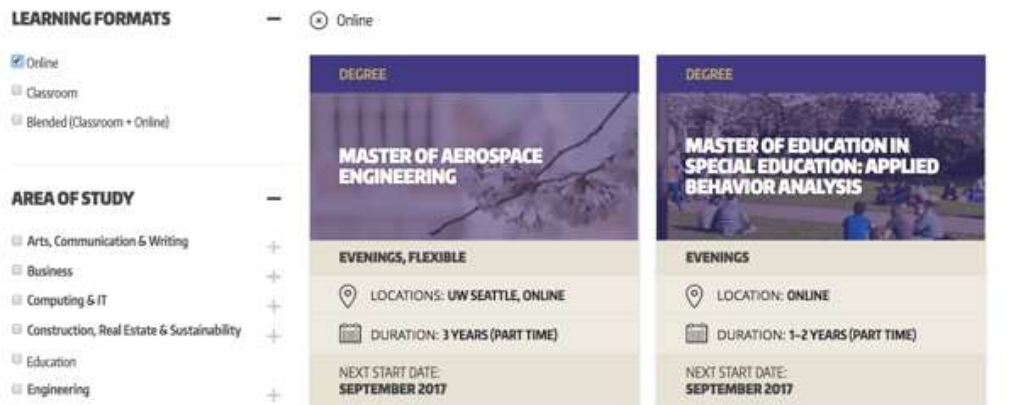 LEARNING FORMATS
Online
Classroom
Blended (Classroom + Online)
AREA OF STUDY
Arts, Communication & Writing
Business
Computing & IT
Construction, Real Estate & Sustainability
Education
Engineering
Online
DEGREE
MASTER OF AEROSPACE
ENGINEERING
EVENINGS, FLEXIBLE
LOCATIONS: UW SEATTLE, ONLINE
DURATION: 3 YEARS (PART TIME)
NEXT START DATE:
SEPTEMBER 2017
DEGREE
MASTER OF EDUCATION IN
SPECIAL EDUCATION: APPLIED
BEHAVIOR ANALYSIS
EVENINGS
LOCATION: ONLINE
DURATION: 1–2 YEARS (PART TIME)
NEXT START DATE:
SEPTEMBER 2017